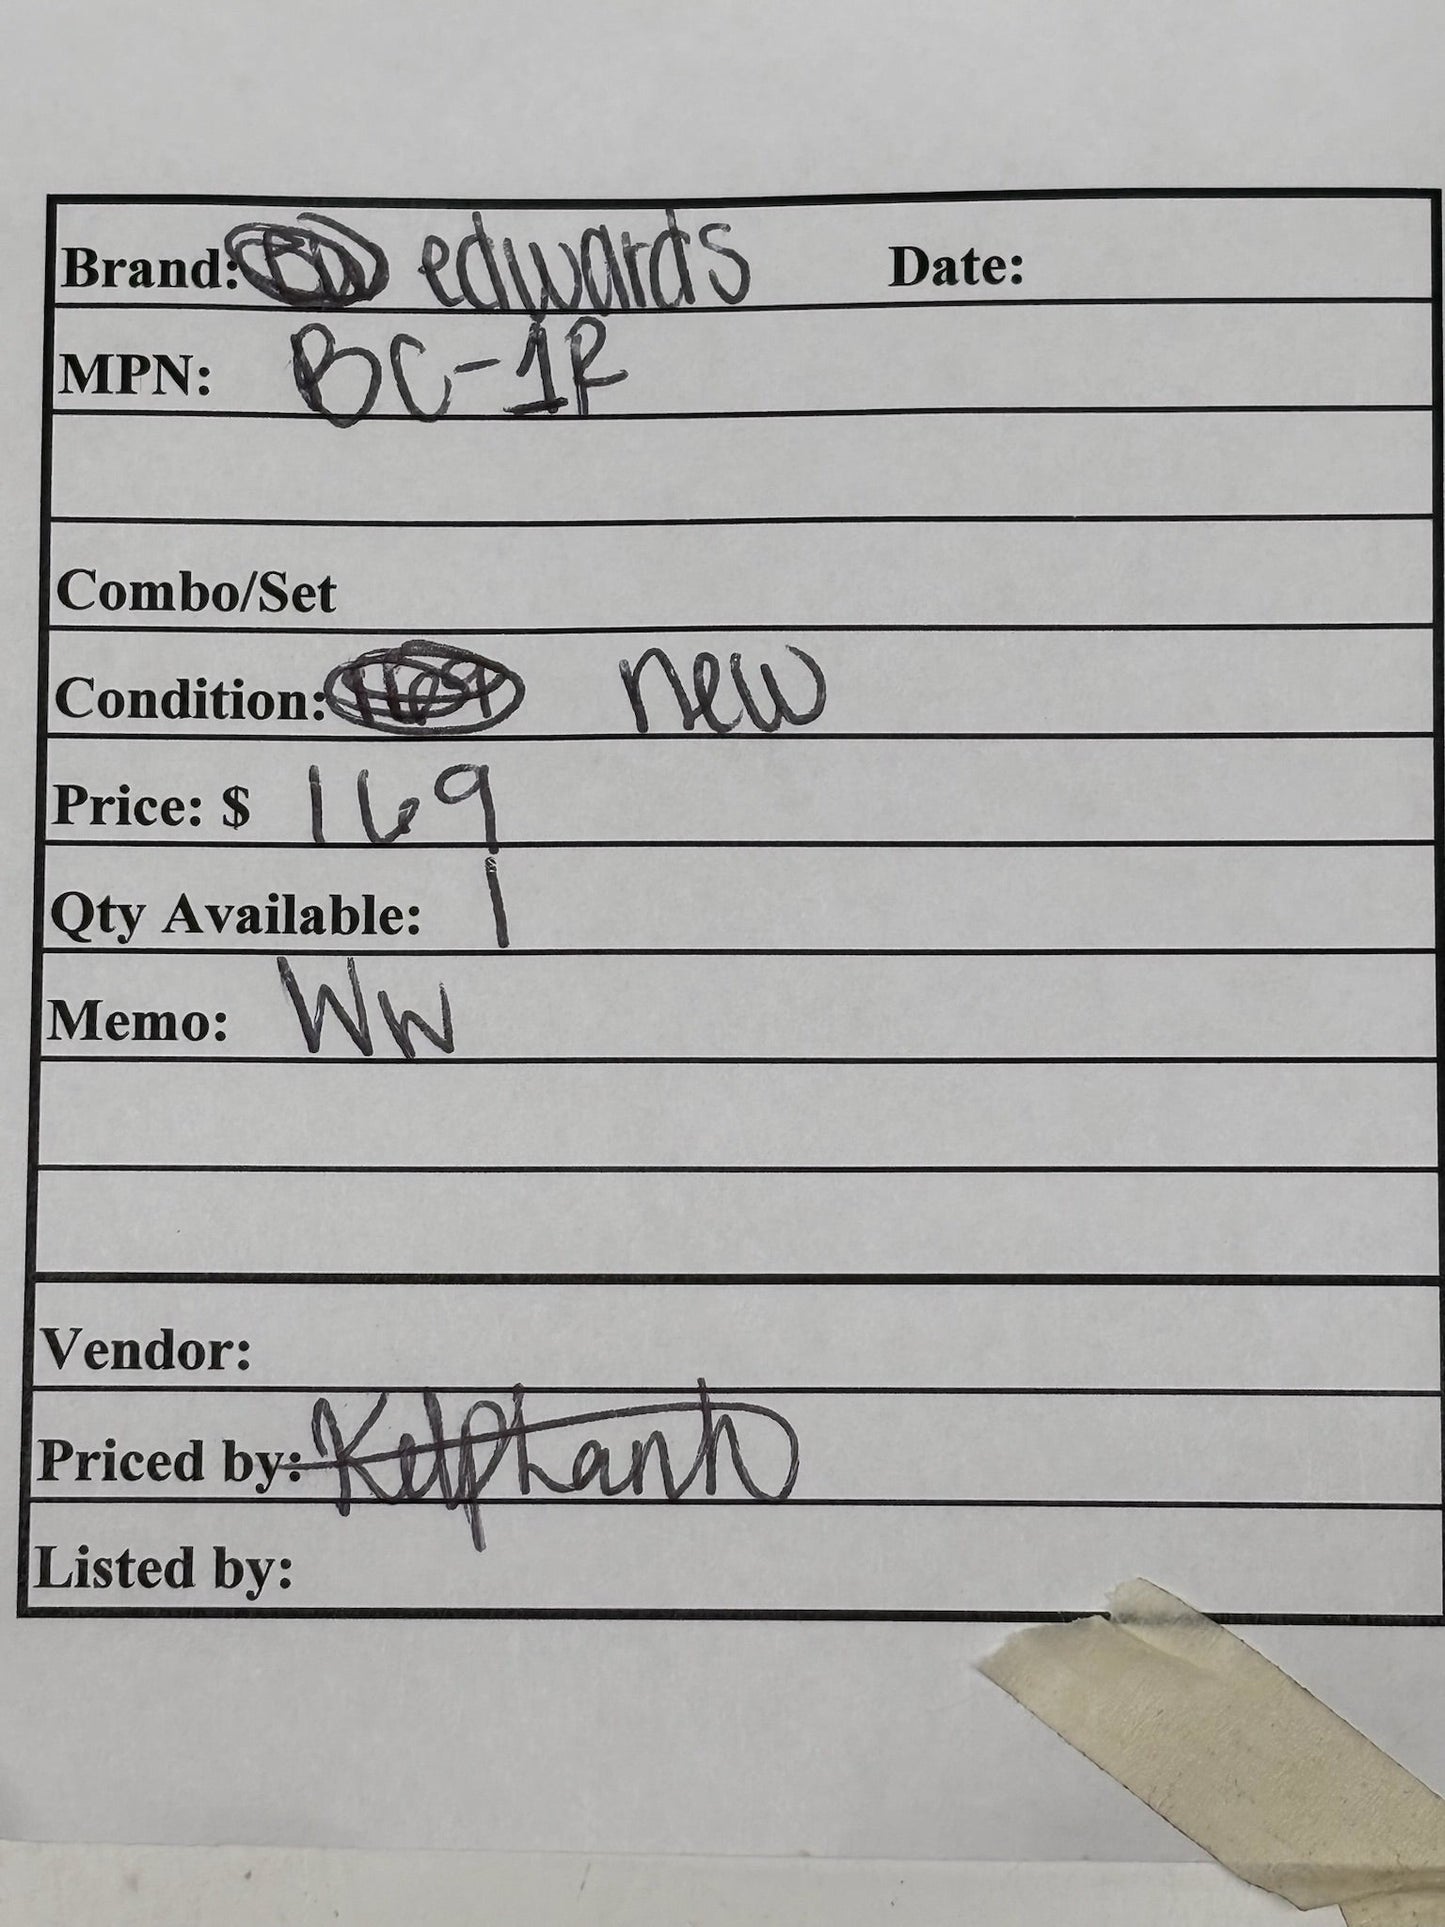 Brand: edwards Date:
MPN: BC-1R
Combo/Set
Condition: new
Price: $ 169
Qty Available: 1
Memo: WW
Vendor:
Priced by:
Listed by: